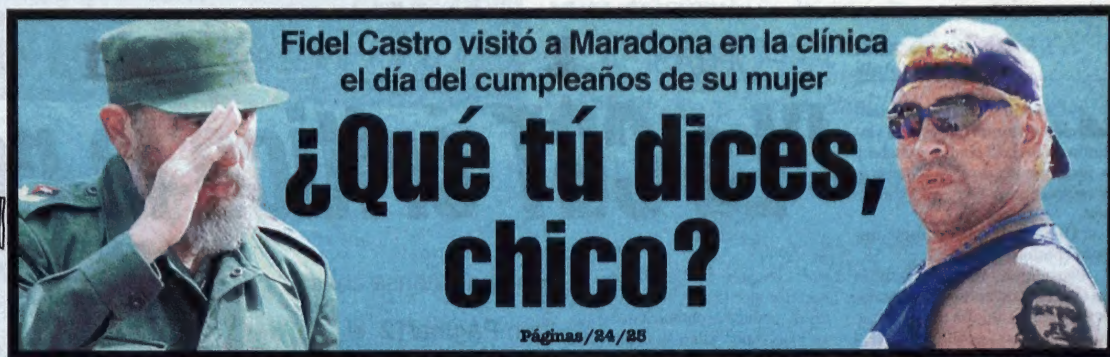 Fidel Castro visitó a Maradona en la clínica
el día del cumpleaños de su mujer
¿Qué tú dices,
chico?
Páginas/24/25